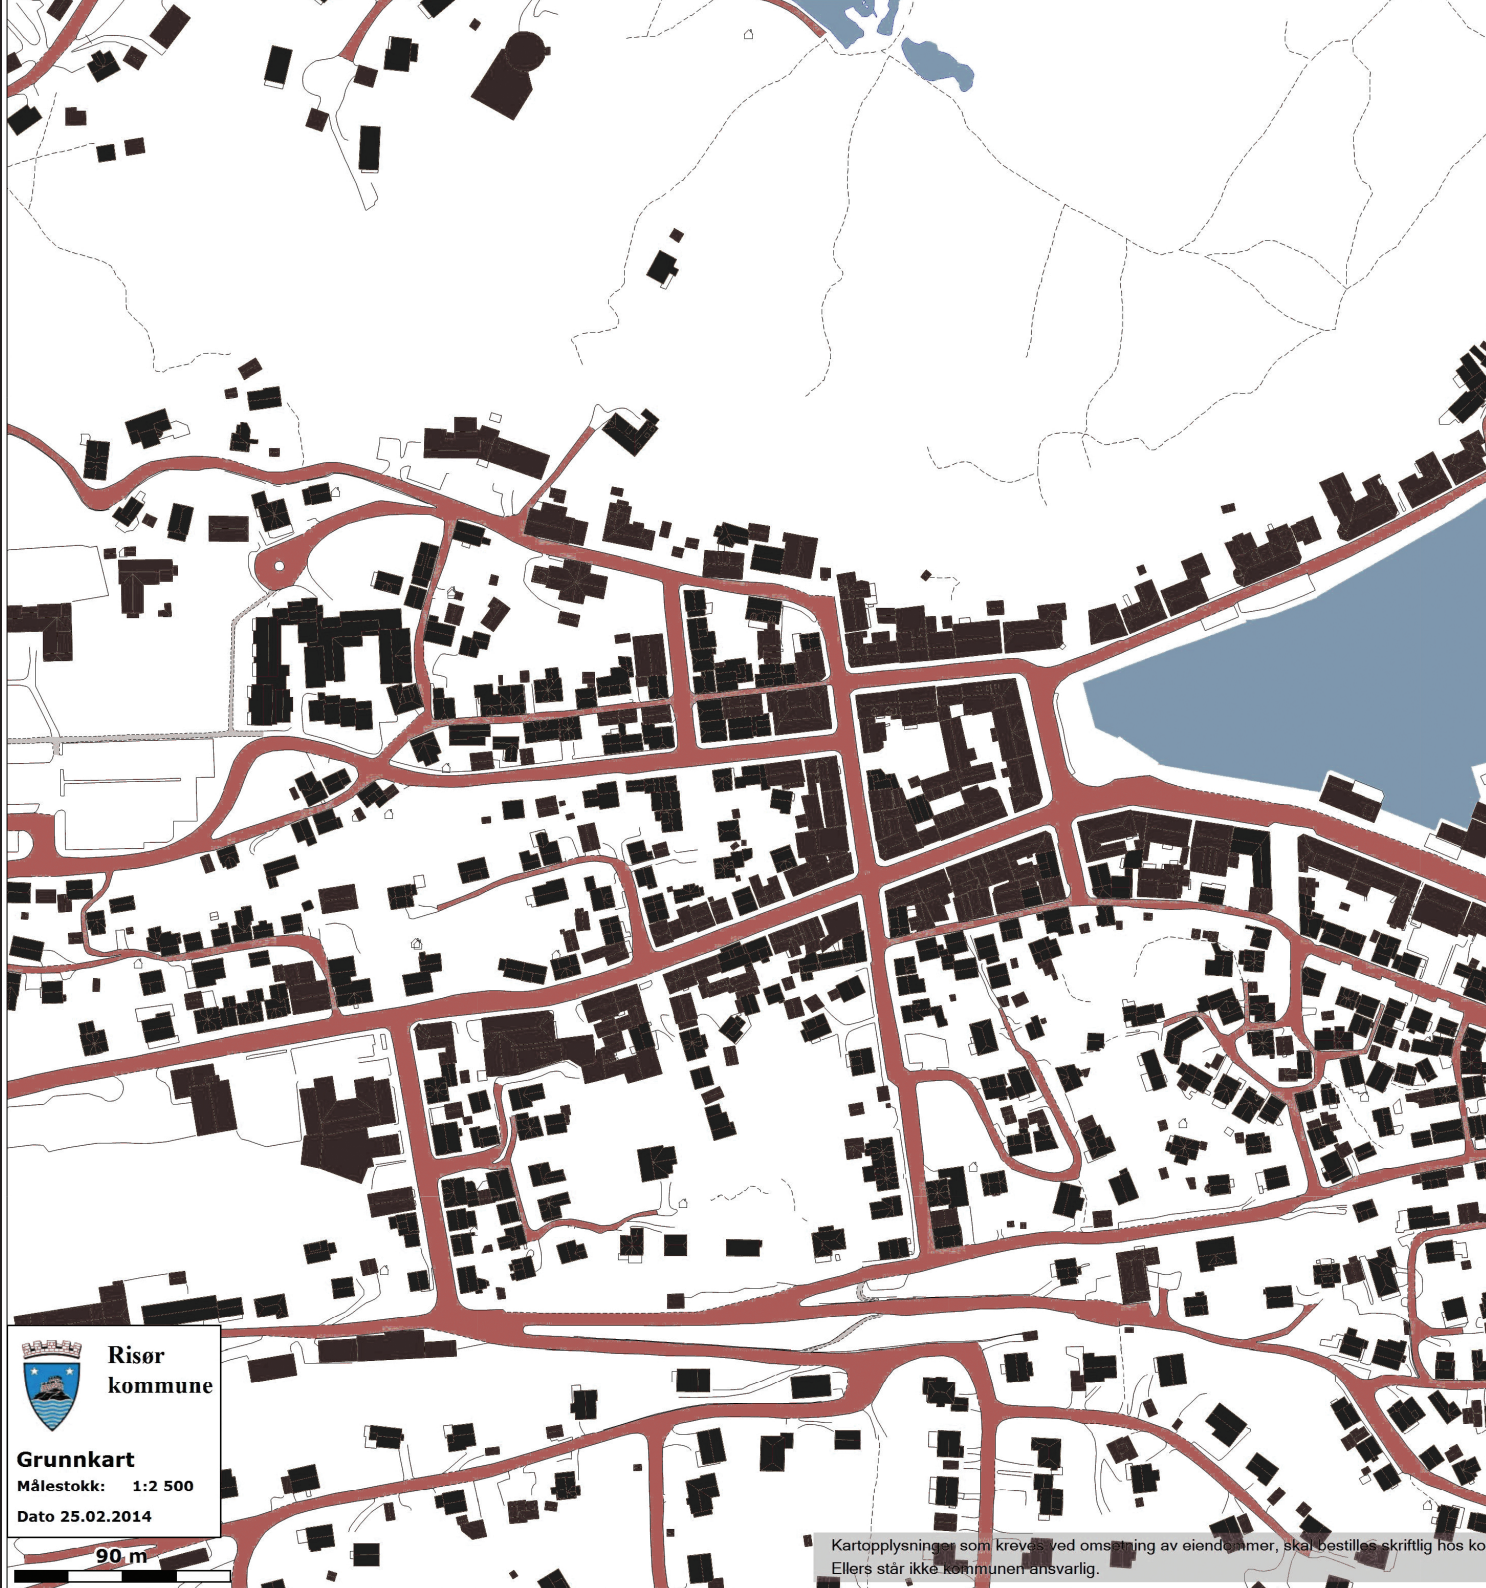 Risør
kommune
Grunnkart
Målestokk: 1:2 500
Dato 25.02.2014
90 m
Kartopplysninger som kreves ved omsetning av eiendommer, skal bestilles skriftlig hos ko
Ellers står ikke kommunen ansvarlig.